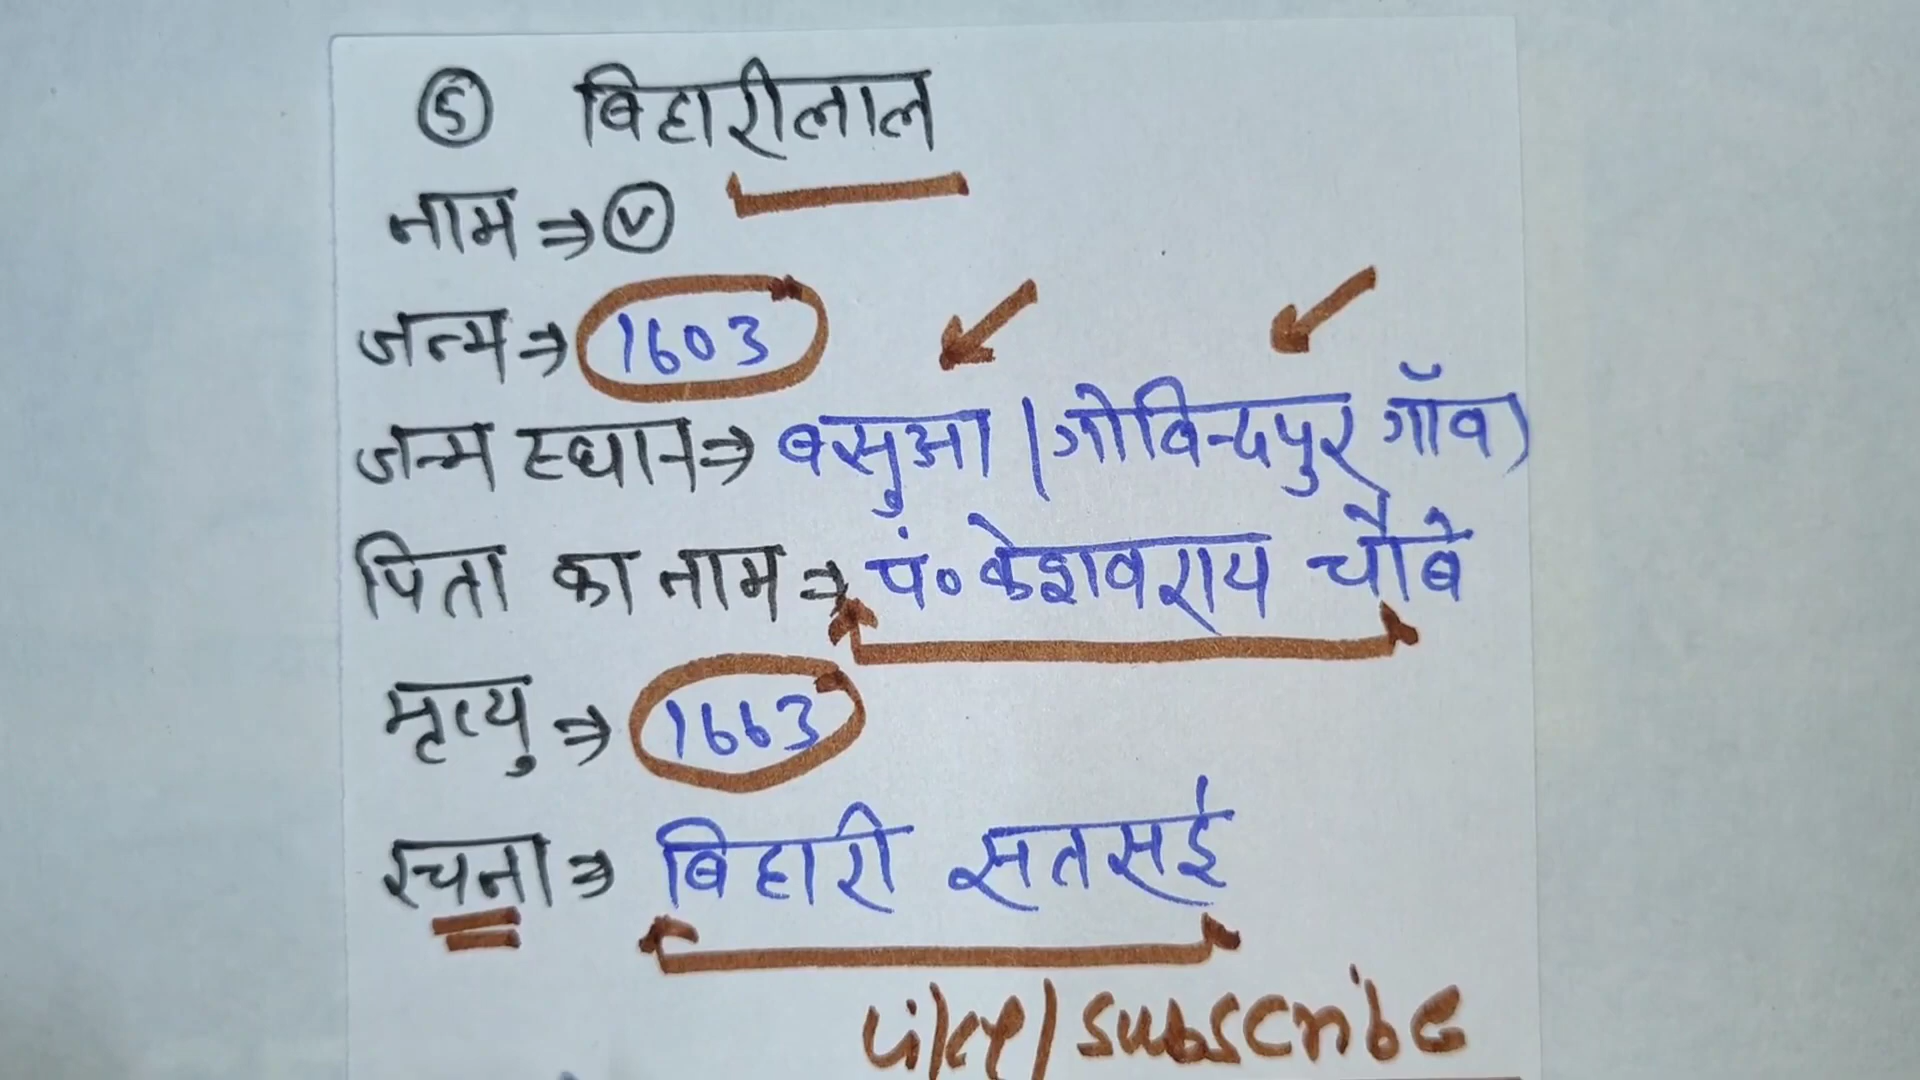 ⑤ बिहारीलाल
नाम ⇒ ⓥ
जन्म ⇒ 1603
जन्म स्थान ⇒ बसुआ (गोविन्दपुर गाँव)
पिता का नाम ⇒ पं० केशवराय चौबे
मृत्यु ⇒ 1663
रचना ⇒ बिहारी सतसई
Like / Subscribe